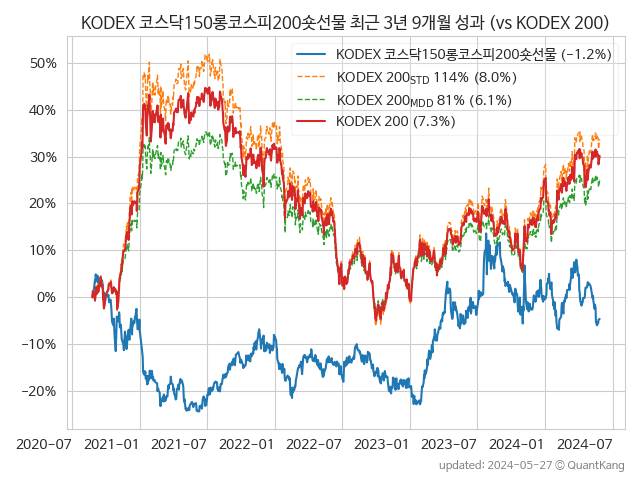 KODEX 코스닥150롱코스피200숏선물 최근 3년 9개월 성과 (vs KODEX 200)
KODEX 코스닥150롱코스피200숏선물 (−1.2%)
KODEX 200STD 114% (8.0%)
KODEX 200MDD 81% (6.1%)
KODEX 200 (7.3%)
50%
40%
30%
20%
10%
0%
−10%
−20%
2020-07 2021-01 2021-07 2022-01 2022-07 2023-01 2023-07 2024-01 2024-07
updated: 2024-05-27 © QuantKang